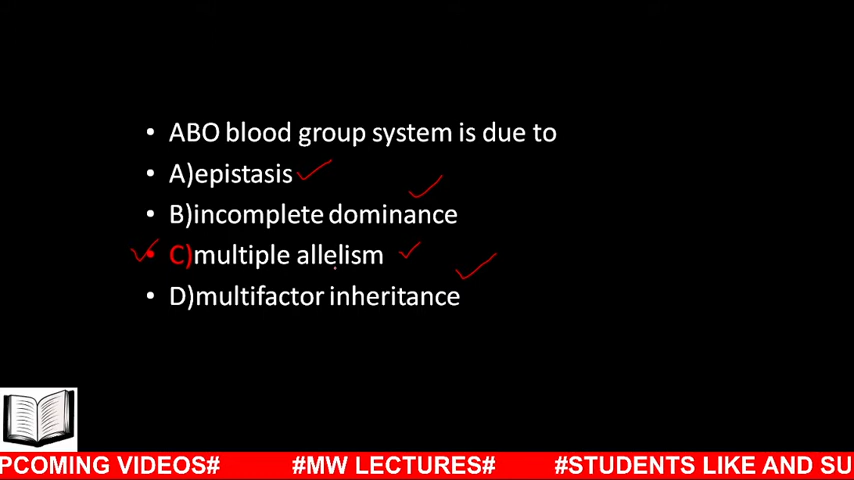 • ABO blood group system is due to
• A)epistasis
• B)incomplete dominance
• C)multiple allelism
• D)multifactor inheritance
PCOMING VIDEOS# #MW LECTURES# #STUDENTS LIKE AND SU